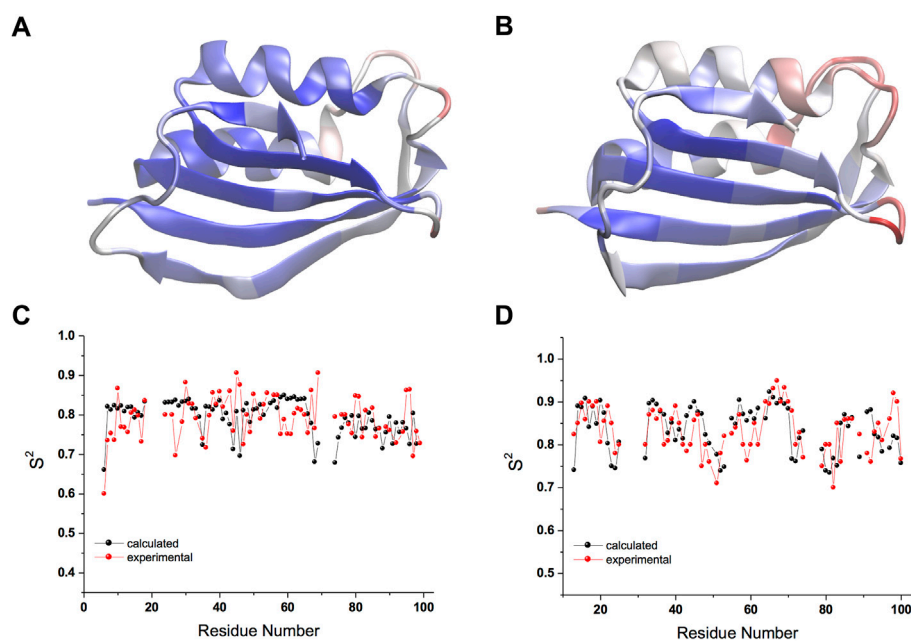 A
B
C
D
1.0
0.9
0.8
0.7
0.6
0.5
0.4
S²
calculated
experimental
0
20
40
60
80
100
Residue Number
1.0
0.9
0.8
0.7
0.6
0.5
S²
calculated
experimental
20
40
60
80
100
Residue Number